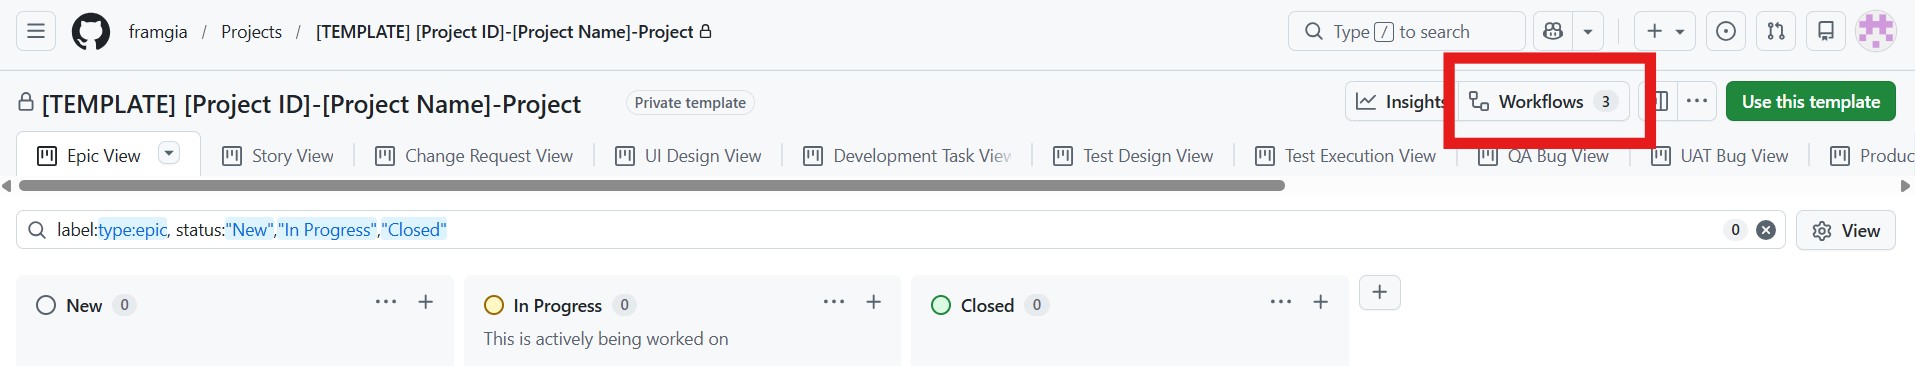 framgia / Projects / [TEMPLATE] [Project ID]-[Project Name]-Project
Type / to search
[TEMPLATE] [Project ID]-[Project Name]-Project
Private template
Insights
Workflows 3
Use this template
Epic View
Story View
Change Request View
UI Design View
Development Task View
Test Design View
Test Execution View
QA Bug View
UAT Bug View
Produc
label:type:epic, status:"New","In Progress","Closed"
0
View
New 0
In Progress 0
This is actively being worked on
Closed 0